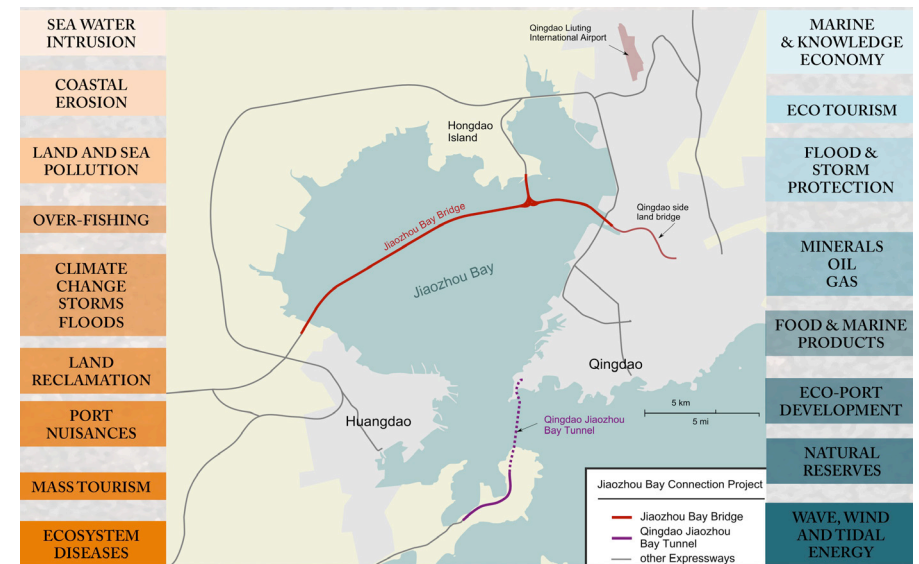 SEA WATER
INTRUSION
COASTAL
EROSION
LAND AND SEA
POLLUTION
OVER-FISHING
CLIMATE
CHANGE
STORMS
FLOODS
LAND
RECLAMATION
PORT
NUISANCES
MASS TOURISM
ECOSYSTEM
DISEASES
Qingdao Liuting
International Airport
Hongdao
Island
Jiaozhou Bay Bridge
Qingdao side
land bridge
Jiaozhou Bay
Qingdao
Huangdao
5 km
5 mi
Qingdao Jiaozhou
Bay Tunnel
Jiaozhou Bay Connection Project
Jiaozhou Bay Bridge
Qingdao Jiaozhou
Bay Tunnel
other Expressways
MARINE
& KNOWLEDGE
ECONOMY
ECO TOURISM
FLOOD &
STORM
PROTECTION
MINERALS
OIL
GAS
FOOD & MARINE
PRODUCTS
ECO-PORT
DEVELOPMENT
NATURAL
RESERVES
WAVE, WIND
AND TIDAL
ENERGY